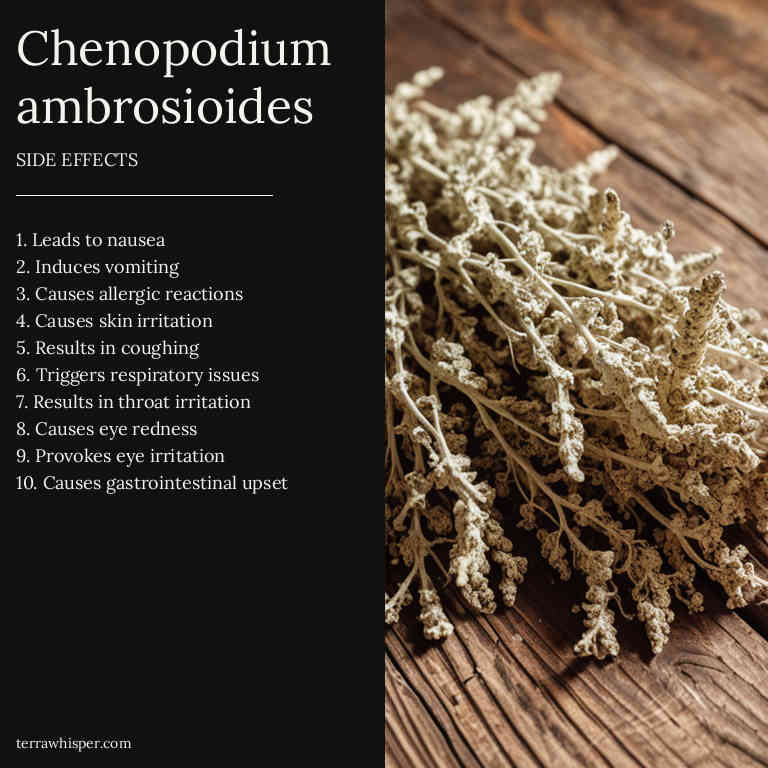 Chenopodium
ambrosioides
SIDE EFFECTS
1. Leads to nausea
2. Induces vomiting
3. Causes allergic reactions
4. Causes skin irritation
5. Results in coughing
6. Triggers respiratory issues
7. Results in throat irritation
8. Causes eye redness
9. Provokes eye irritation
10. Causes gastrointestinal upset
terrawhisper.com